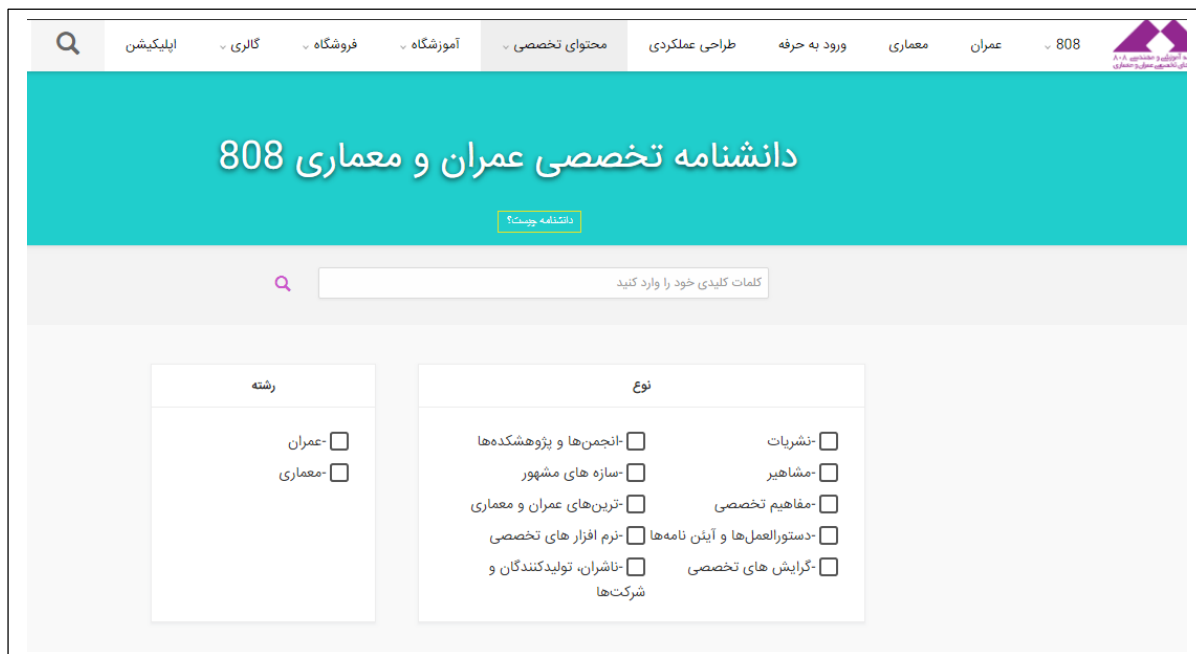 808
عمران
معماری
ورود به حرفه
طراحی عملکردی
محتوای تخصصی
آموزشگاه
فروشگاه
گالری
اپلیکیشن
دانشنامه تخصصی عمران و معماری 808
دانشنامه چیست؟
کلمات کلیدی خود را وارد کنید
نوع
-نشریات
-مشاهیر
-مفاهیم تخصصی
-دستورالعمل‌ها و آیئن نامه‌ها
-گرایش های تخصصی
-انجمن‌ها و پژوهشکده‌ها
-سازه های مشهور
-ترین‌های عمران و معماری
-نرم افزار های تخصصی
-ناشران، تولیدکنندگان و
شرکت‌ها
رشته
-عمران
-معماری